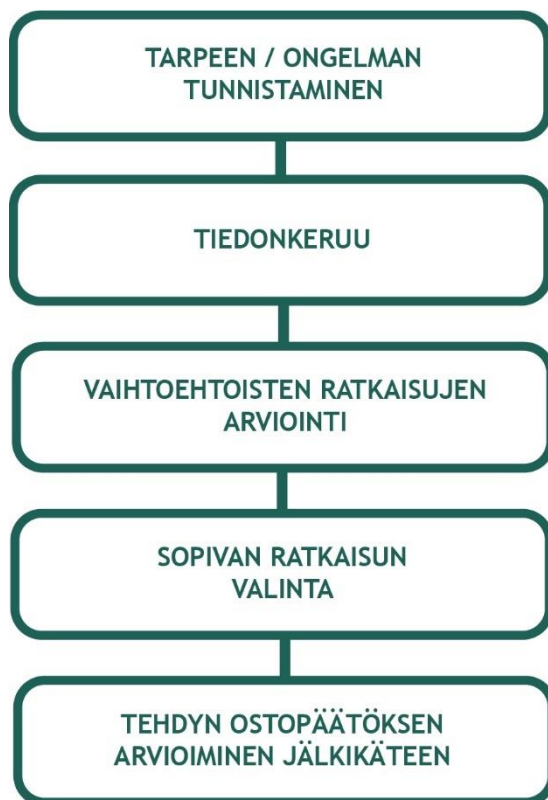 TARPEEN / ONGELMAN
TUNNISTAMINEN
TIEDONKERUU
VAIHTOEHTOISTEN RATKAISUJEN
ARVIOINTI
SOPIVAN RATKAISUN
VALINTA
TEHDYN OSTOPÄÄTÖKSEN
ARVIOIMINEN JÄLKIKÄTEEN